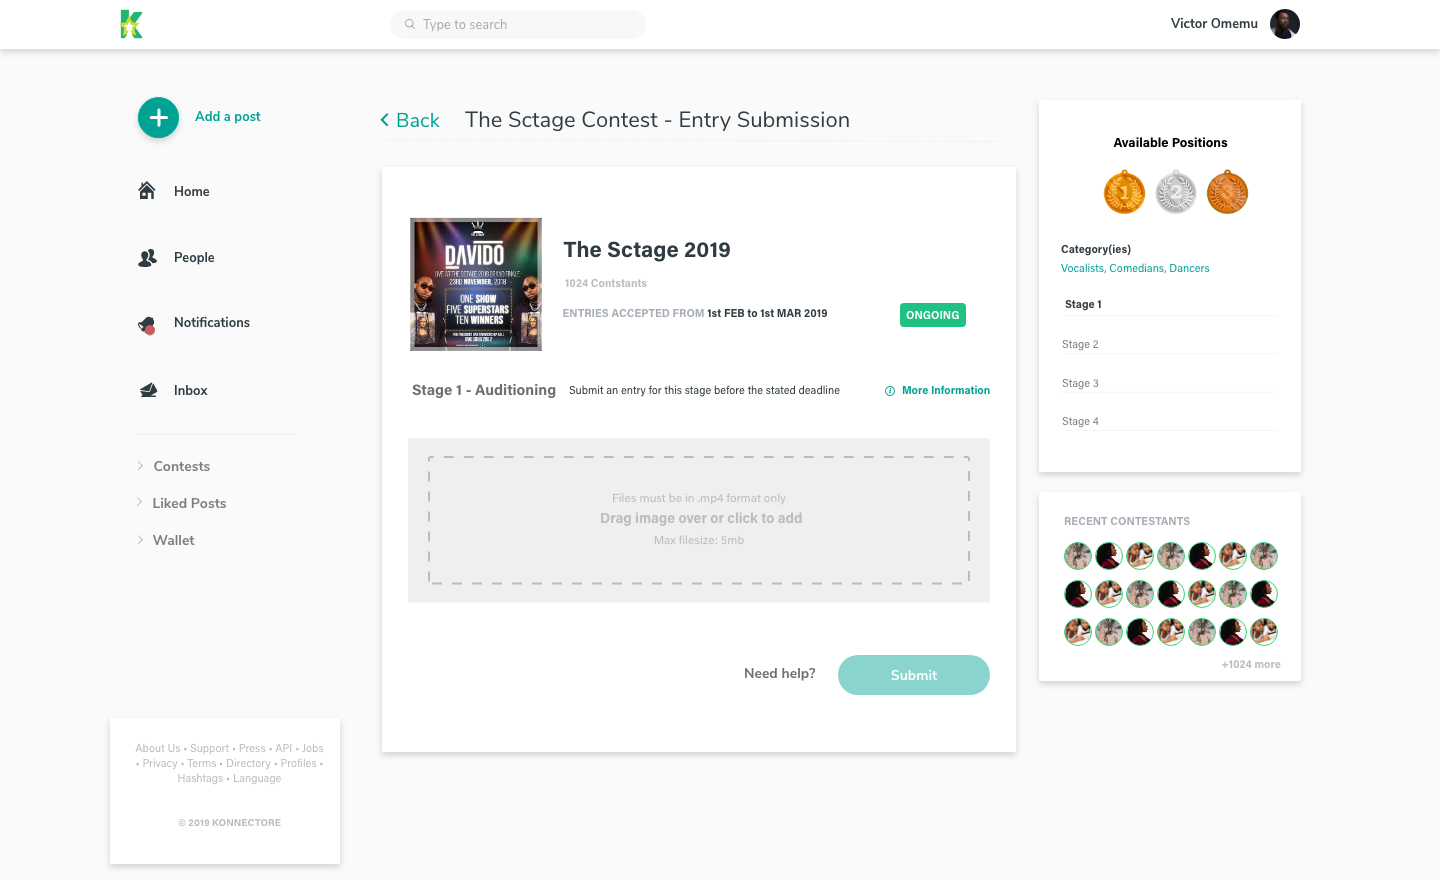 K
Type to search
Victor Omemu
Add a post
Home
People
Notifications
Inbox
Contests
Liked Posts
Wallet
About Us • Support • Press • API • Jobs
• Privacy • Terms • Directory • Profiles •
Hashtags • Language
© 2019 KONNECTORE
Back
The Sctage Contest - Entry Submission
DAVIDO
LIVE AT THE SCTAGE 2018 GRAND FINALE
23RD NOVEMBER, 2018
ONE SHOW
FIVE SUPERSTARS
TEN WINNERS
The Sctage 2019
1024 Contstants
ENTRIES ACCEPTED FROM 1st FEB to 1st MAR 2019
ONGOING
Stage 1 - Auditioning
Submit an entry for this stage before the stated deadline
More Information
Files must be in .mp4 format only
Drag image over or click to add
Max filesize: 5mb
Need help?
Submit
Available Positions
1
2
3
Category(ies)
Vocalists, Comedians, Dancers
Stage 1
Stage 2
Stage 3
Stage 4
RECENT CONTESTANTS
+1024 more